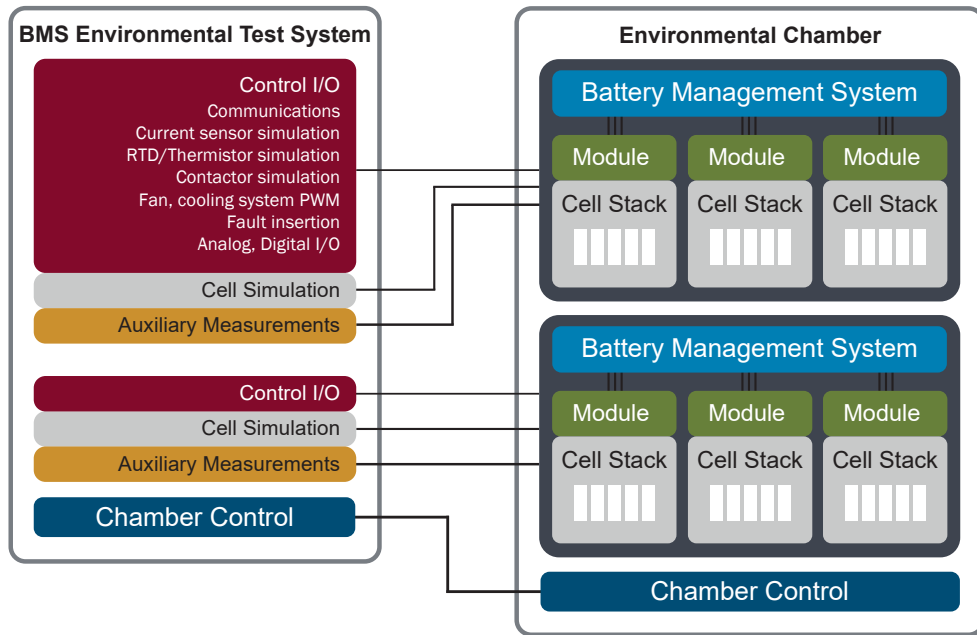 BMS Environmental Test System
Control I/O
Communications
Current sensor simulation
RTD/Thermistor simulation
Contactor simulation
Fan, cooling system PWM
Fault insertion
Analog, Digital I/O
Cell Simulation
Auxiliary Measurements
Control I/O
Cell Simulation
Auxiliary Measurements
Chamber Control
Environmental Chamber
Battery Management System
Module Module Module
Cell Stack Cell Stack Cell Stack
Battery Management System
Module Module Module
Cell Stack Cell Stack Cell Stack
Chamber Control